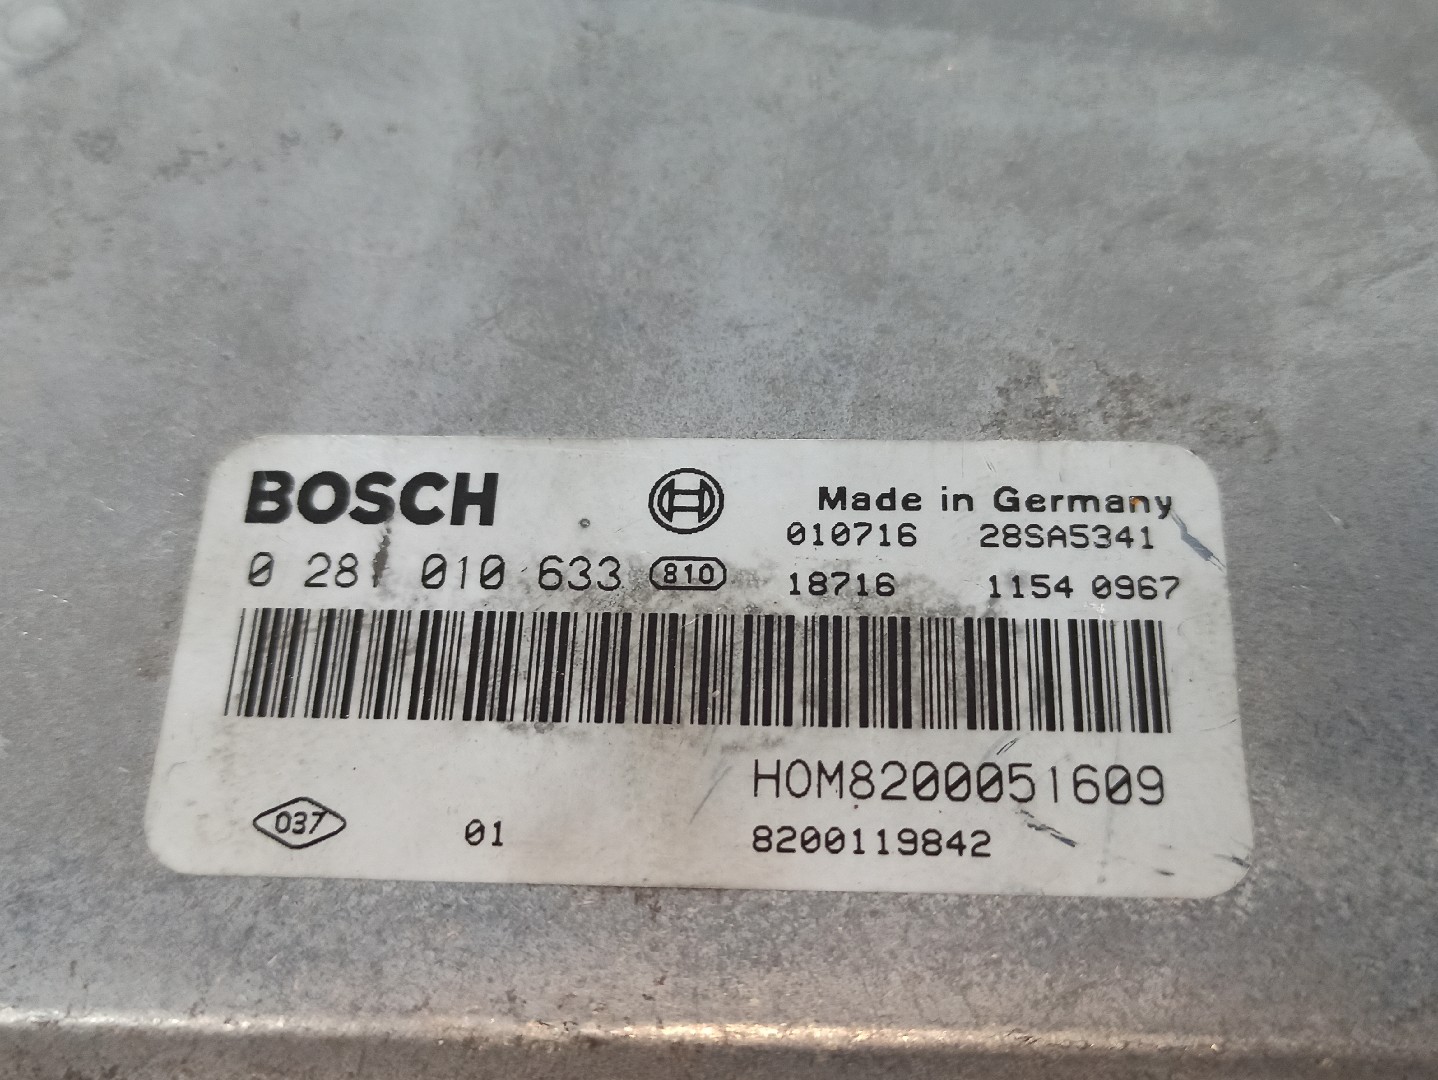 BOSCH
Made in Germany
010716 28SA5341
0 281 010 633 810
18716 1154 0967
HOM8200051609
037 01 8200119842